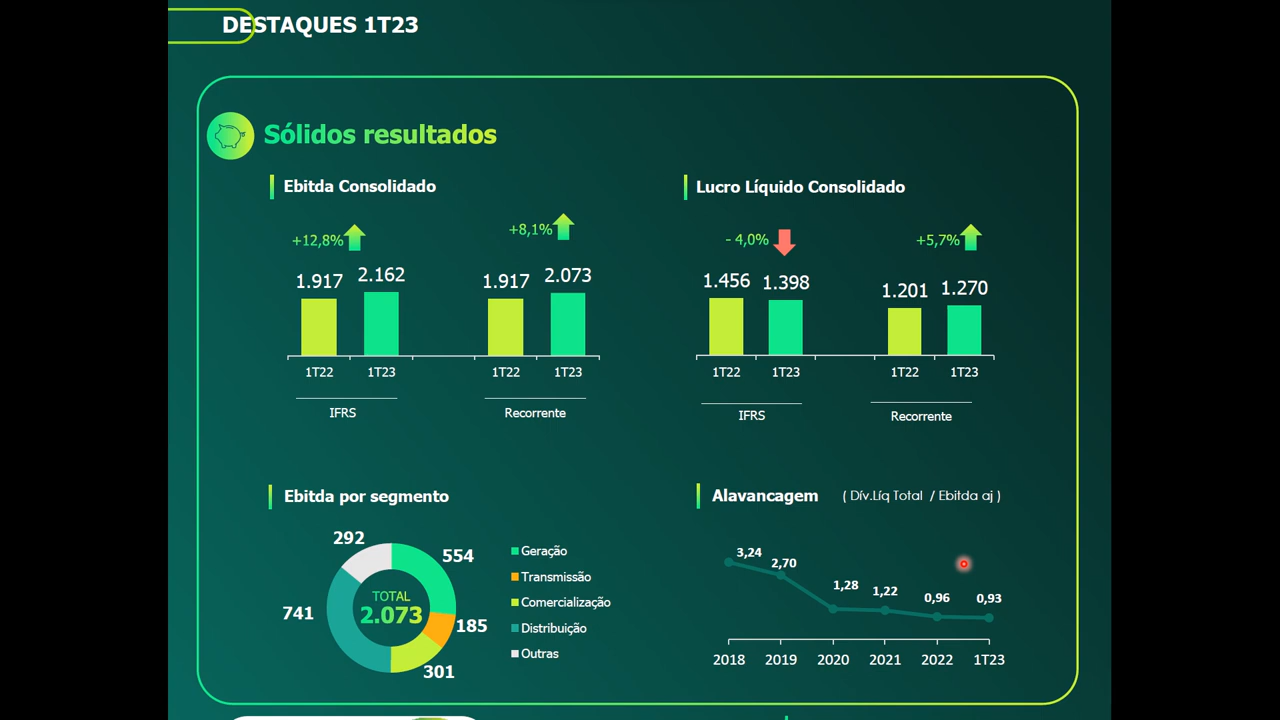 DESTAQUES 1T23
Sólidos resultados
Ebitda Consolidado
+12,8%
+8,1%
1.917
2.162
1.917
2.073
1T22
1T23
1T22
1T23
IFRS
Recorrente
Lucro Líquido Consolidado
- 4,0%
+5,7%
1.456
1.398
1.201
1.270
1T22
1T23
1T22
1T23
IFRS
Recorrente
Ebitda por segmento
292
554
741
185
301
TOTAL
2.073
Geração
Transmissão
Comercialização
Distribuição
Outras
Alavancagem ( Dív.Líq Total / Ebitda aj )
3,24
2,70
1,28
1,22
0,96
0,93
2018
2019
2020
2021
2022
1T23